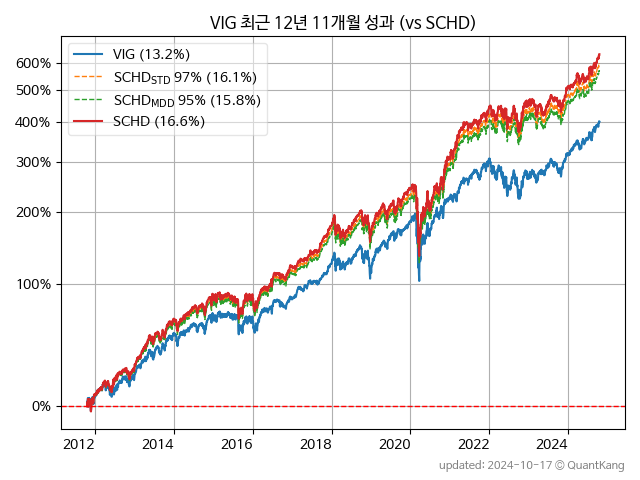 VIG 최근 12년 11개월 성과 (vs SCHD)
VIG (13.2%)
SCHD_STD 97% (16.1%)
SCHD_MDD 95% (15.8%)
SCHD (16.6%)
600%
500%
400%
300%
200%
100%
0%
2012 2014 2016 2018 2020 2022 2024
updated: 2024-10-17 © QuantKang